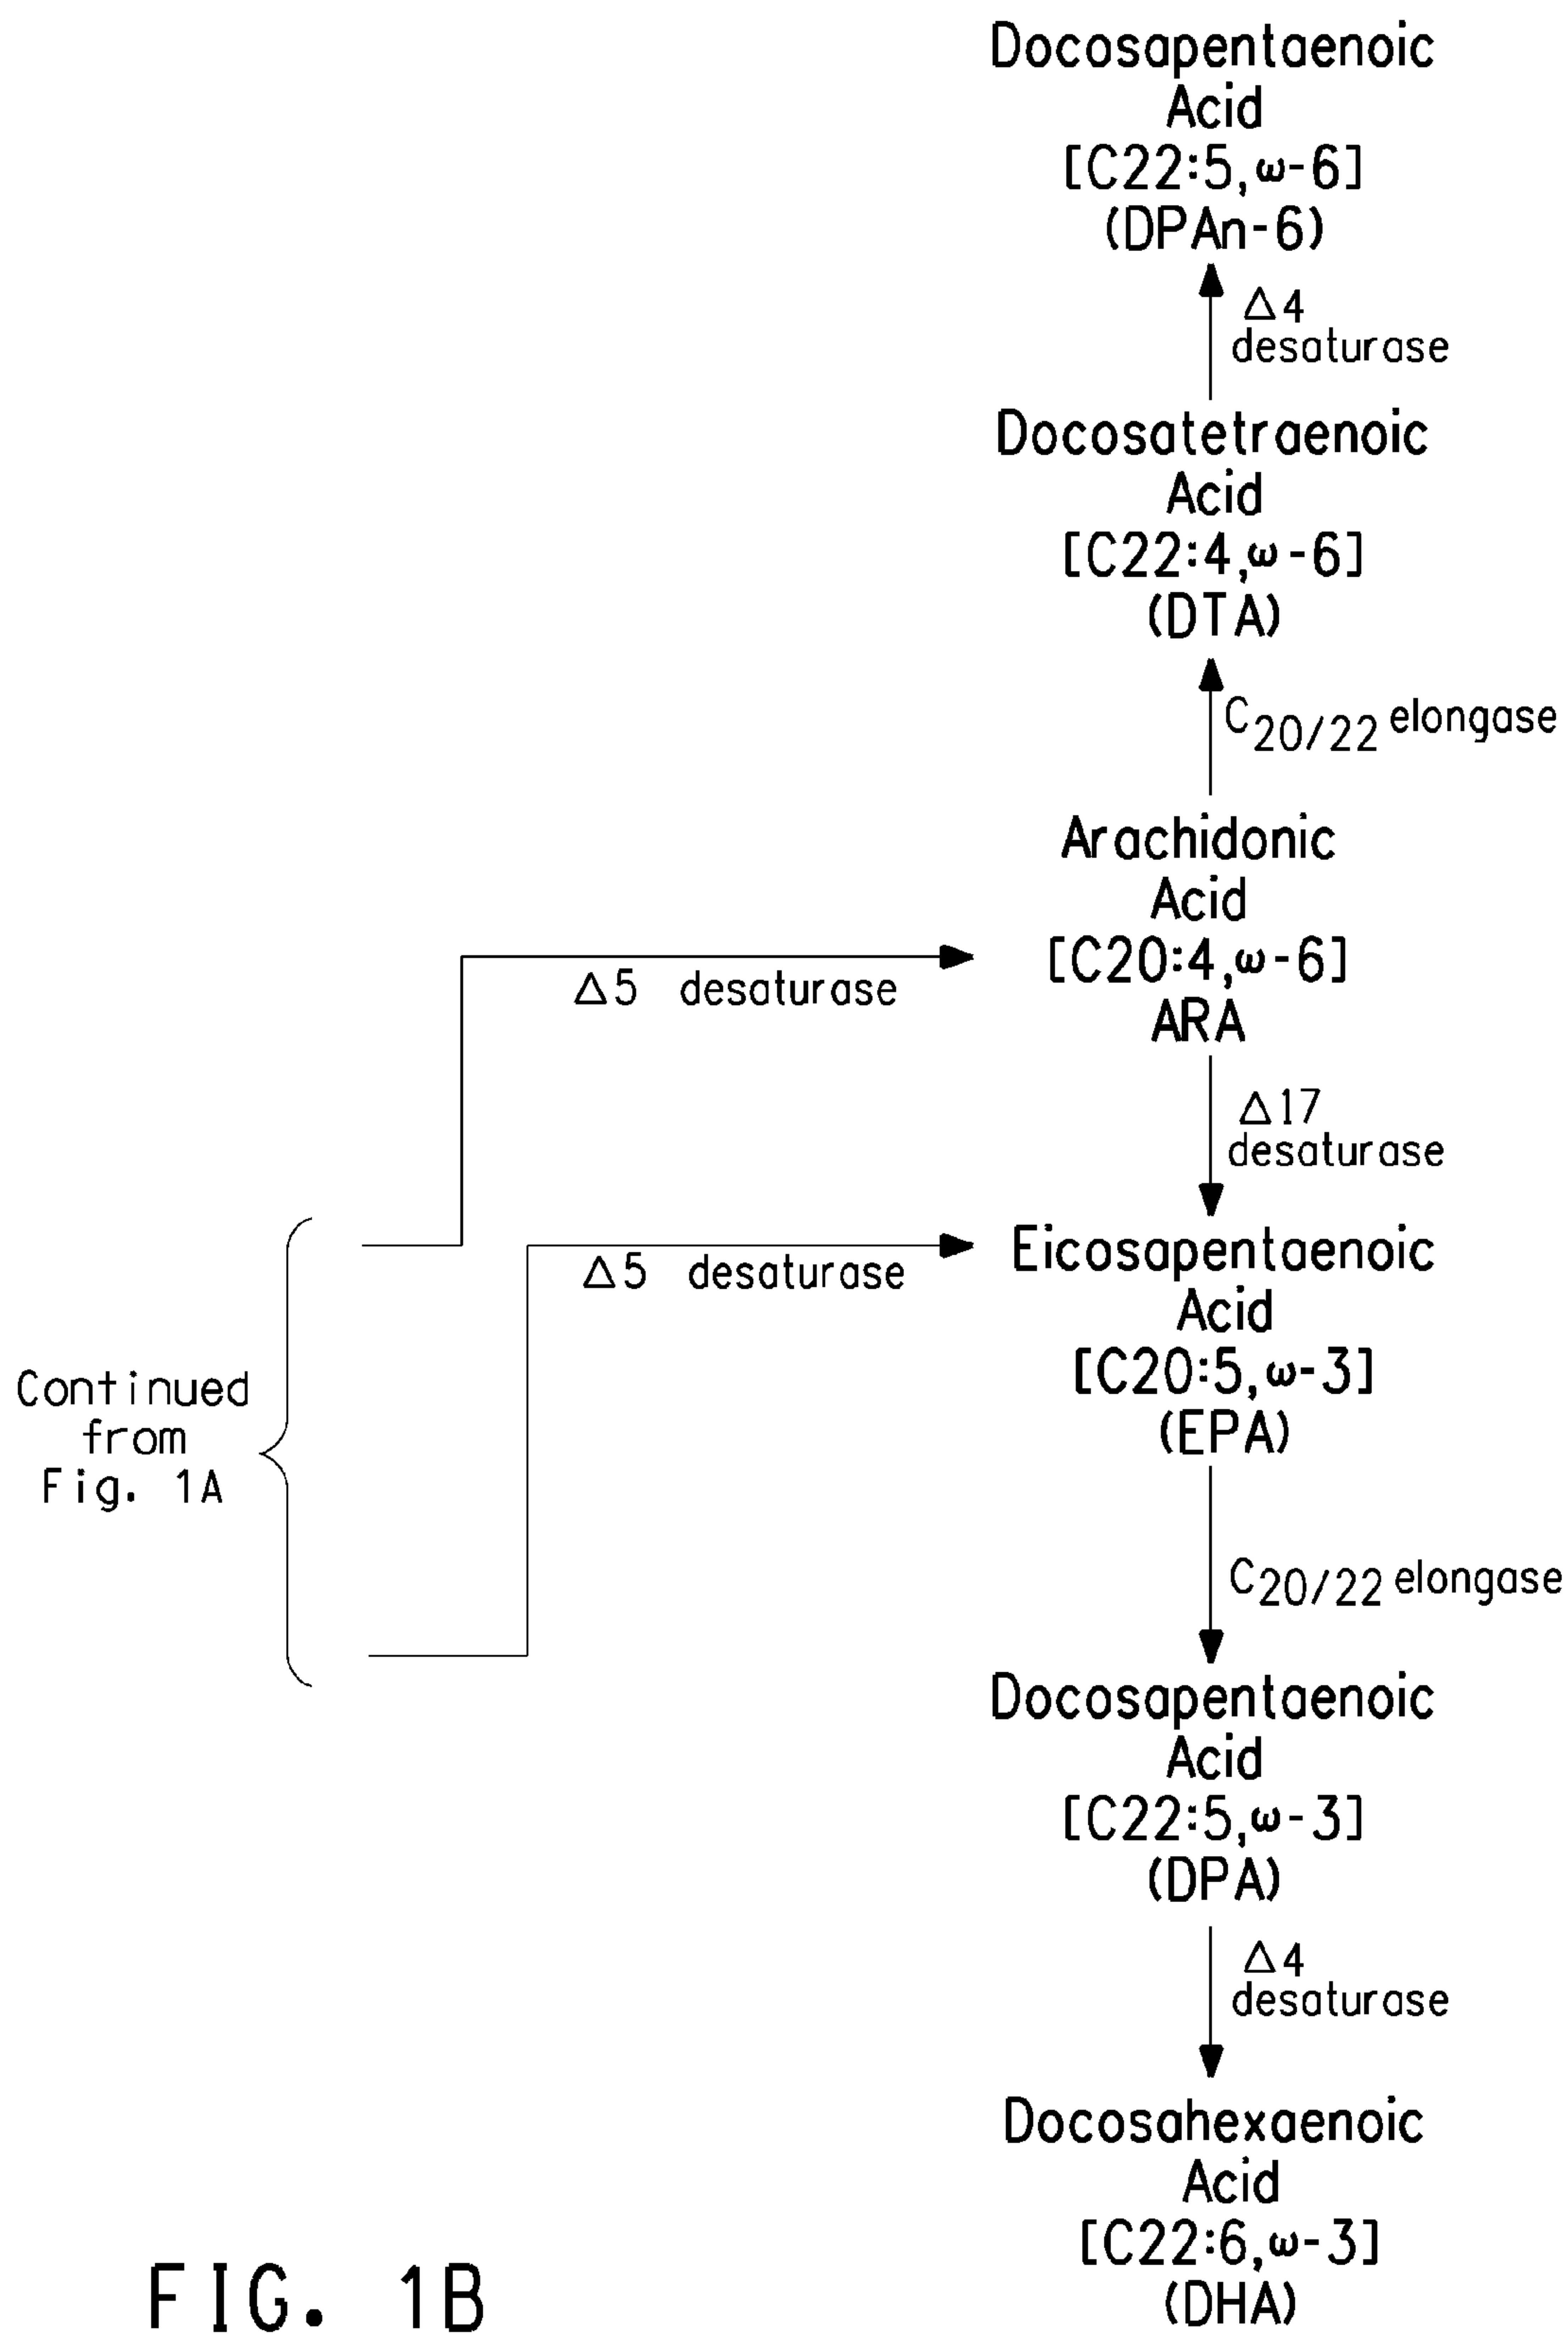 Docosapentaenoic
Acid
[C22:5,ω-6]
(DPAn-6)
Δ4
desaturase
Docosatetraenoic
Acid
[C22:4,ω-6]
(DTA)
C20/22 elongase
Arachidonic
Acid
[C20:4,ω-6]
ARA
Δ5 desaturase
Δ17
desaturase
Eicosapentaenoic
Acid
[C20:5,ω-3]
(EPA)
Δ5 desaturase
Continued
from
Fig. 1A
C20/22 elongase
Docosapentaenoic
Acid
[C22:5,ω-3]
(DPA)
Δ4
desaturase
Docosahexaenoic
Acid
[C22:6,ω-3]
(DHA)
FIG. 1B